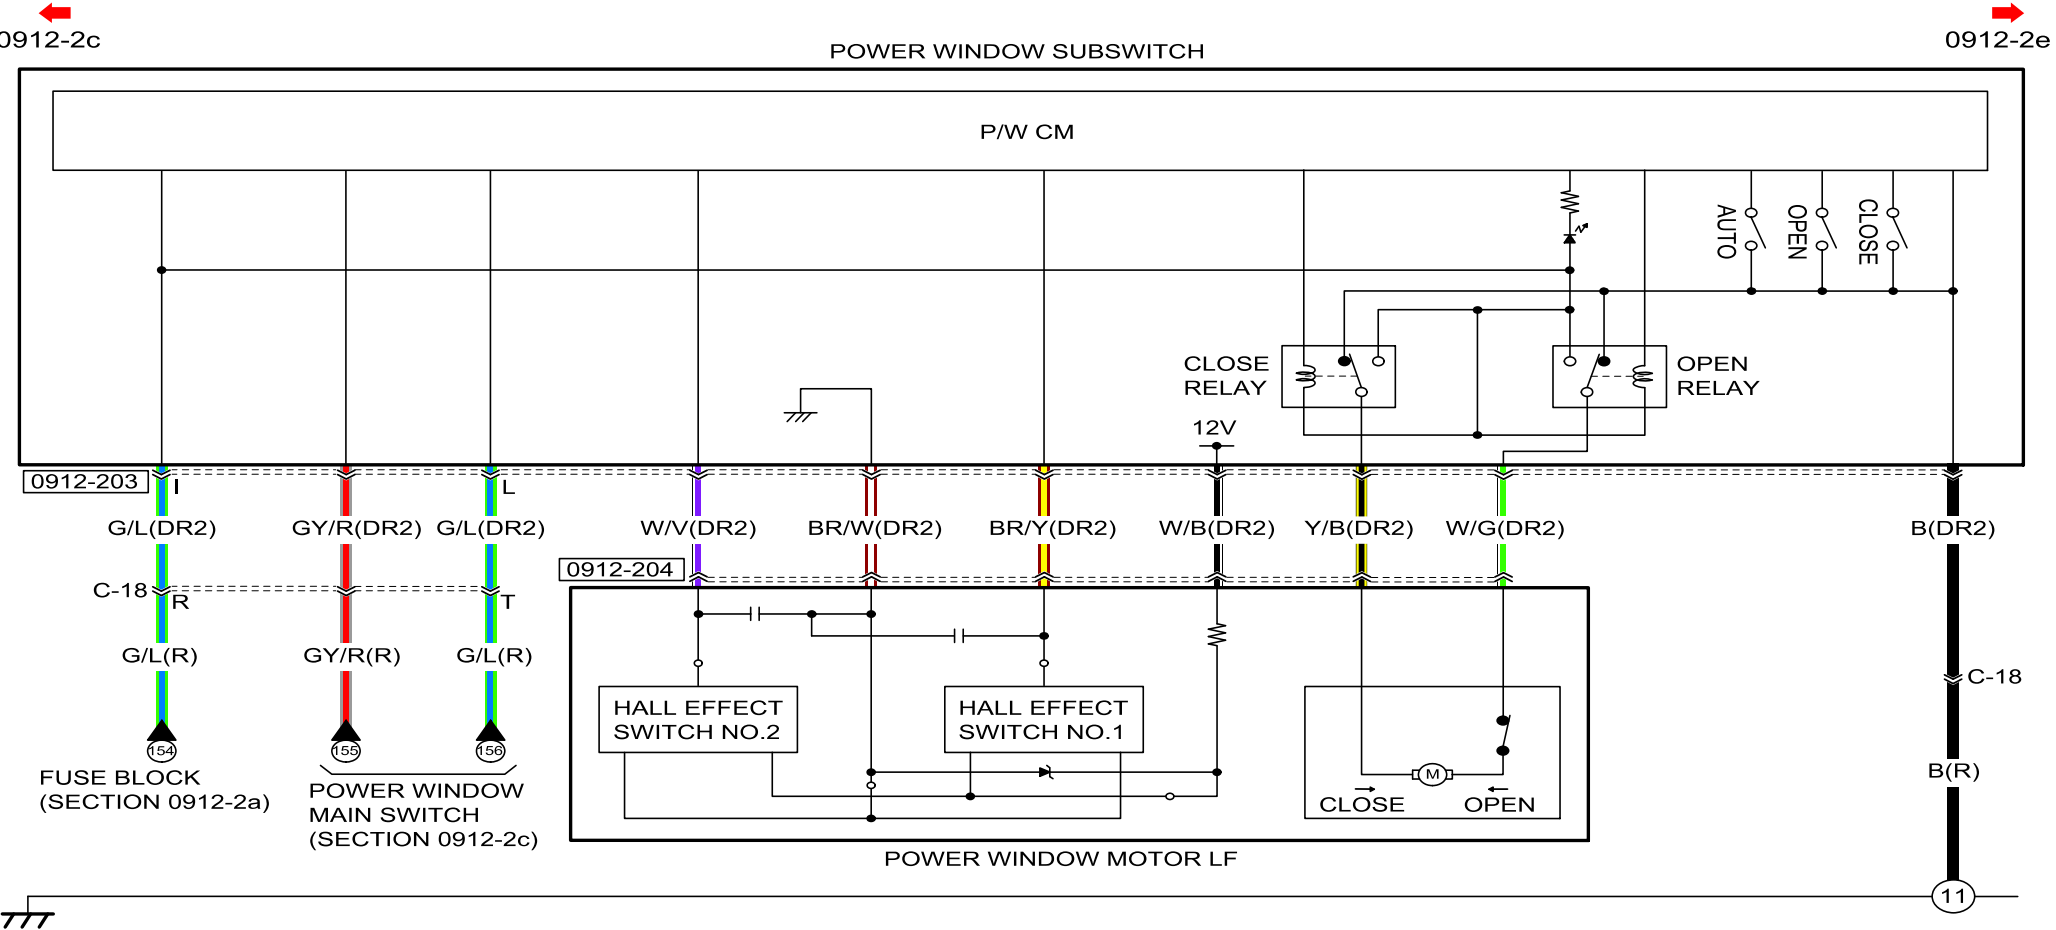 0912-2c
0912-2e
POWER WINDOW SUBSWITCH
P/W CM
AUTO
OPEN
CLOSE
CLOSE
RELAY
OPEN
RELAY
12V
0912-203
I
L
G/L(DR2)
GY/R(DR2)
G/L(DR2)
W/V(DR2)
BR/W(DR2)
BR/Y(DR2)
W/B(DR2)
Y/B(DR2)
W/G(DR2)
B(DR2)
0912-204
C-18
R
T
G/L(R)
GY/R(R)
G/L(R)
C-18
HALL EFFECT
SWITCH NO.2
HALL EFFECT
SWITCH NO.1
154
155
156
M
B(R)
FUSE BLOCK
(SECTION 0912-2a)
POWER WINDOW
MAIN SWITCH
(SECTION 0912-2c)
CLOSE
OPEN
POWER WINDOW MOTOR LF
11